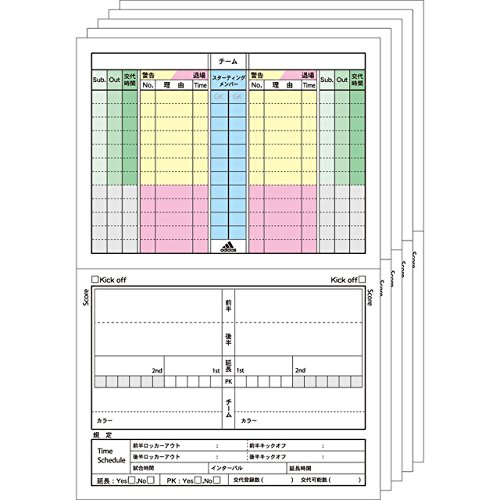 チーム
Sub. Out 交代時間 警告 退場 スターティングメンバー 警告 退場 Sub. Out 交代時間
No. 理由 Time No. 理由 Time
GK GK
adidas
Kick off Kick off
Score Score
前半
後半
2nd 1st 延長 1st 2nd
PK
チーム
カラー カラー
規定
Time Schedule
前半ロッカーアウト : 前半キックオフ :
後半ロッカーアウト : 後半キックオフ :
試合時間 インターバル 延長時間
延長：Yes□.No□ PK：Yes□.No□ 交代登録数( ) 交代可能数( )